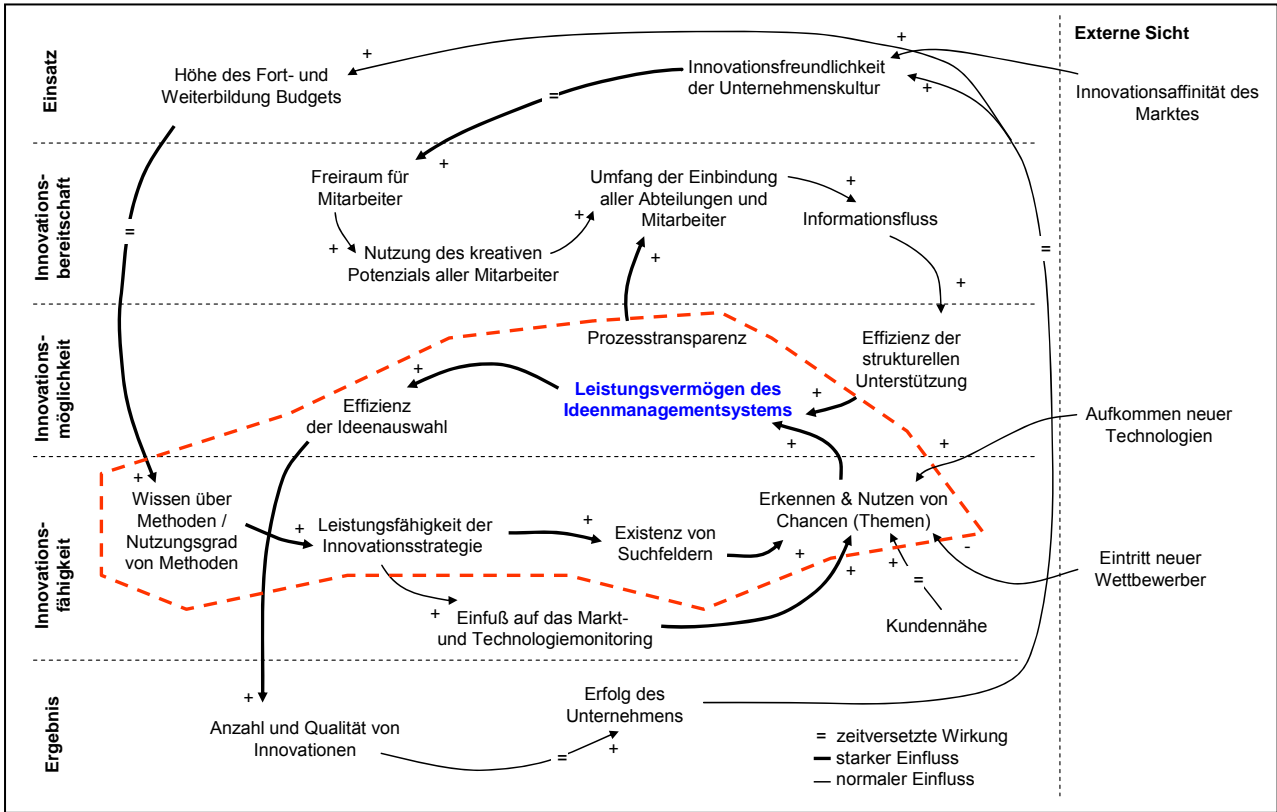 Externe Sicht
Einsatz
Höhe des Fort- und
Weiterbildung Budgets
+
=
Innovationsfreundlichkeit
der Unternehmenskultur
+
+
Innovationsaffinität des
Marktes
Innovations-
bereitschaft
=
Freiraum für
Mitarbeiter
+
+
Nutzung des kreativen
Potenzials aller Mitarbeiter
+
Umfang der Einbindung
aller Abteilungen und
Mitarbeiter
+
+
Informationsfluss
+
=
Innovations-
möglichkeit
Prozesstransparenz
Effizienz der
strukturellen
Unterstützung
+
Leistungsvermögen des
Ideenmanagementsystems
+
+
Effizienz
der Ideenauswahl
Aufkommen neuer
Technologien
+
Innovations-
fähigkeit
+
Wissen über
Methoden /
Nutzungsgrad
von Methoden
+
Leistungsfähigkeit der
Innovationsstrategie
+
Existenz von
Suchfeldern
+
Erkennen & Nutzen von
Chancen (Themen)
-
Eintritt neuer
Wettbewerber
+
+
=
+
Einfuß auf das Markt-
und Technologiemonitoring
Kundennähe
Ergebnis
+
Anzahl und Qualität von
Innovationen
=
+
Erfolg des
Unternehmens
= zeitversetzte Wirkung
starker Einfluss
normaler Einfluss